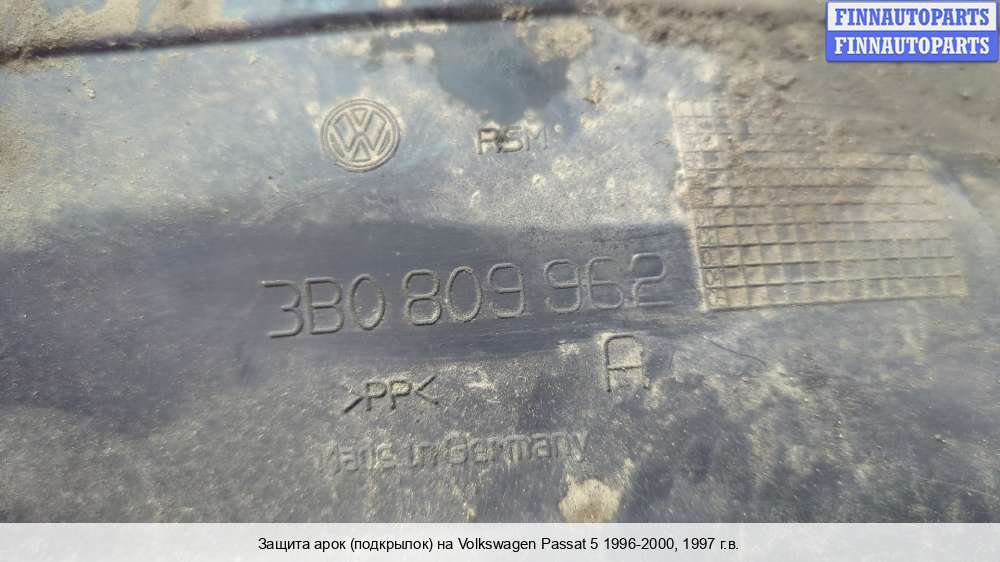 FINNAUTOPARTS
FINNAUTOPARTS
RSM
3B0 809 962
A
>PP<
Made in Germany
Защита арок (подкрылок) на Volkswagen Passat 5 1996-2000, 1997 г.в.